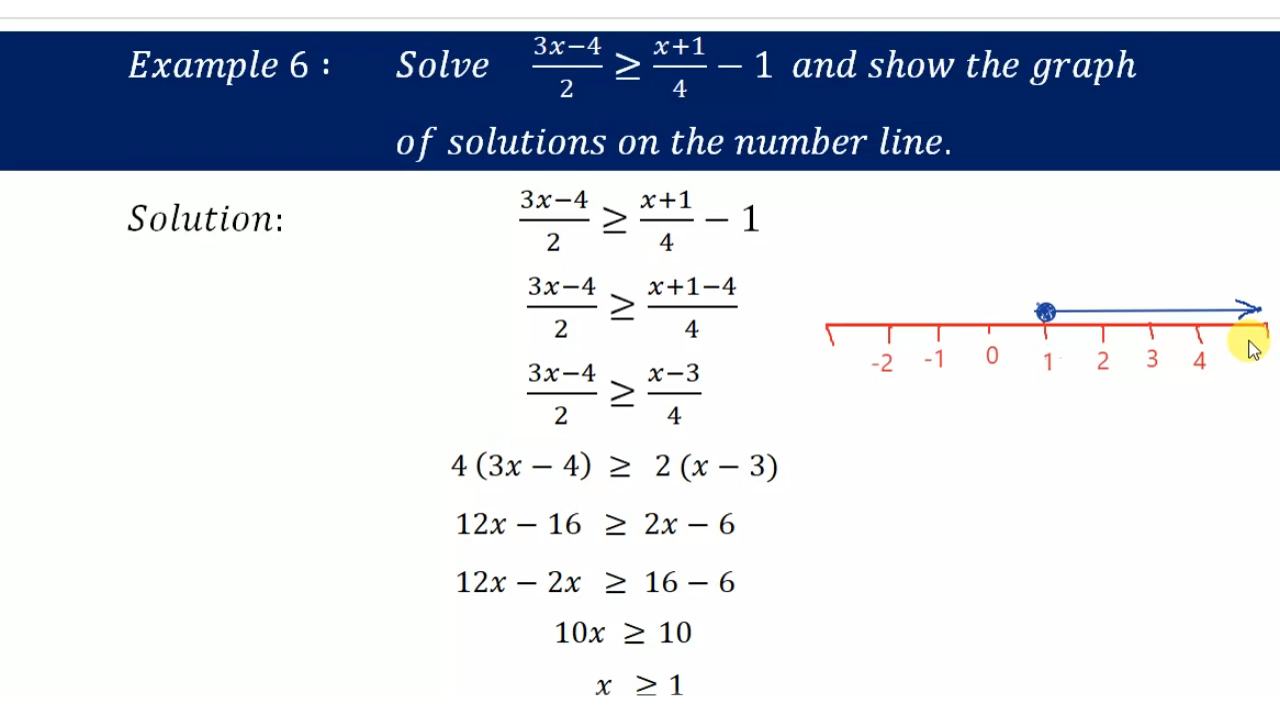 Example 6 : Solve (3x−4)/2 ≥ (x+1)/4 − 1 and show the graph
of solutions on the number line.
Solution: (3x−4)/2 ≥ (x+1)/4 − 1
(3x−4)/2 ≥ (x+1−4)/4
(3x−4)/2 ≥ (x−3)/4
4 (3x − 4) ≥ 2 (x − 3)
12x − 16 ≥ 2x − 6
12x − 2x ≥ 16 − 6
10x ≥ 10
x ≥ 1
-2 -1 0 1 2 3 4